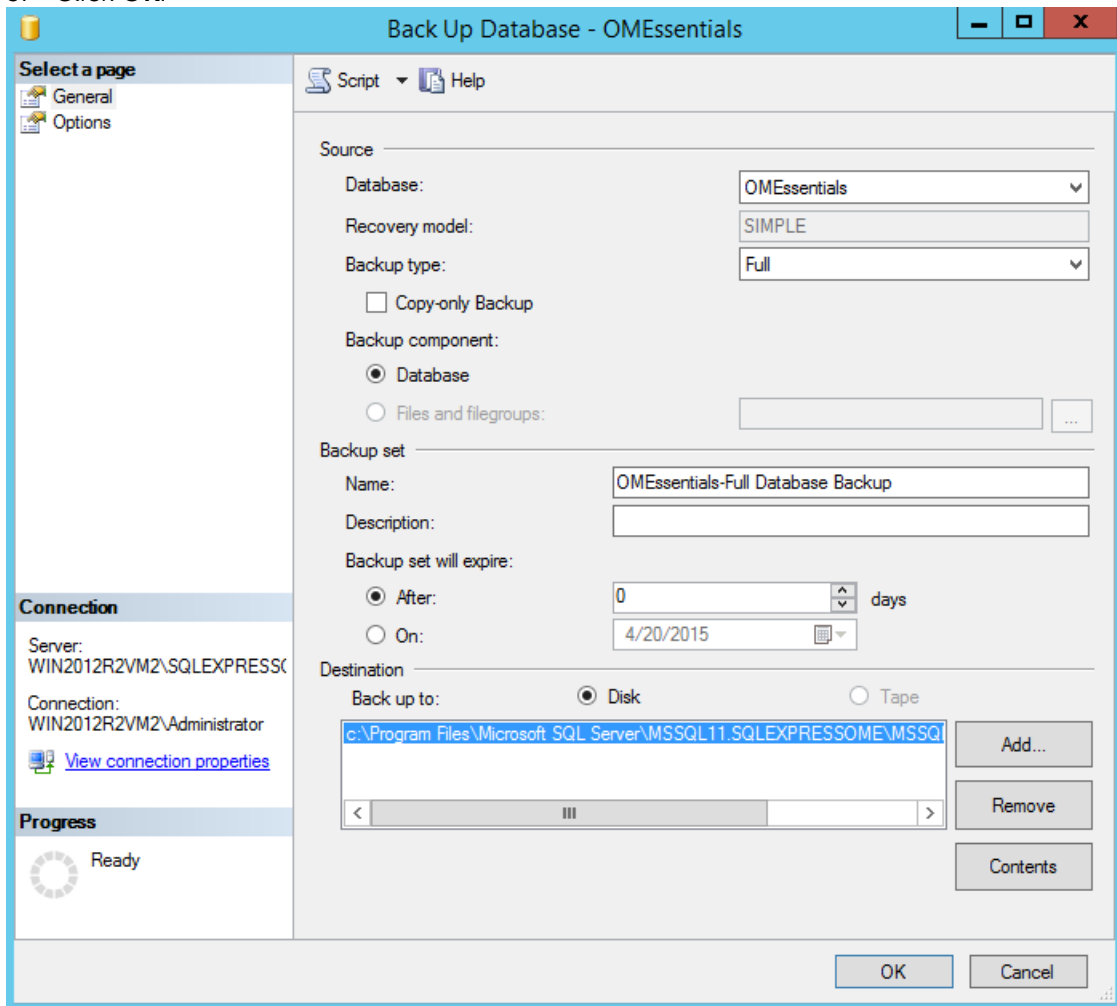 Back Up Database - OMEssentials
Select a page
General
Options
Script
Help
Source
Database:
OMEssentials
Recovery model:
SIMPLE
Backup type:
Full
Copy-only Backup
Backup component:
Database
Files and filegroups:
...
Backup set
Name:
OMEssentials-Full Database Backup
Description:
Backup set will expire:
After:
0
days
On:
4/20/2015
Destination
Back up to:
Disk
Tape
c:\Program Files\Microsoft SQL Server\MSSQL11.SQLEXPRESSOME\MSSQL
Add...
Remove
Contents
Connection
Server:
WIN2012R2VM2\SQLEXPRESSO
Connection:
WIN2012R2VM2\Administrator
View connection properties
Progress
Ready
OK
Cancel